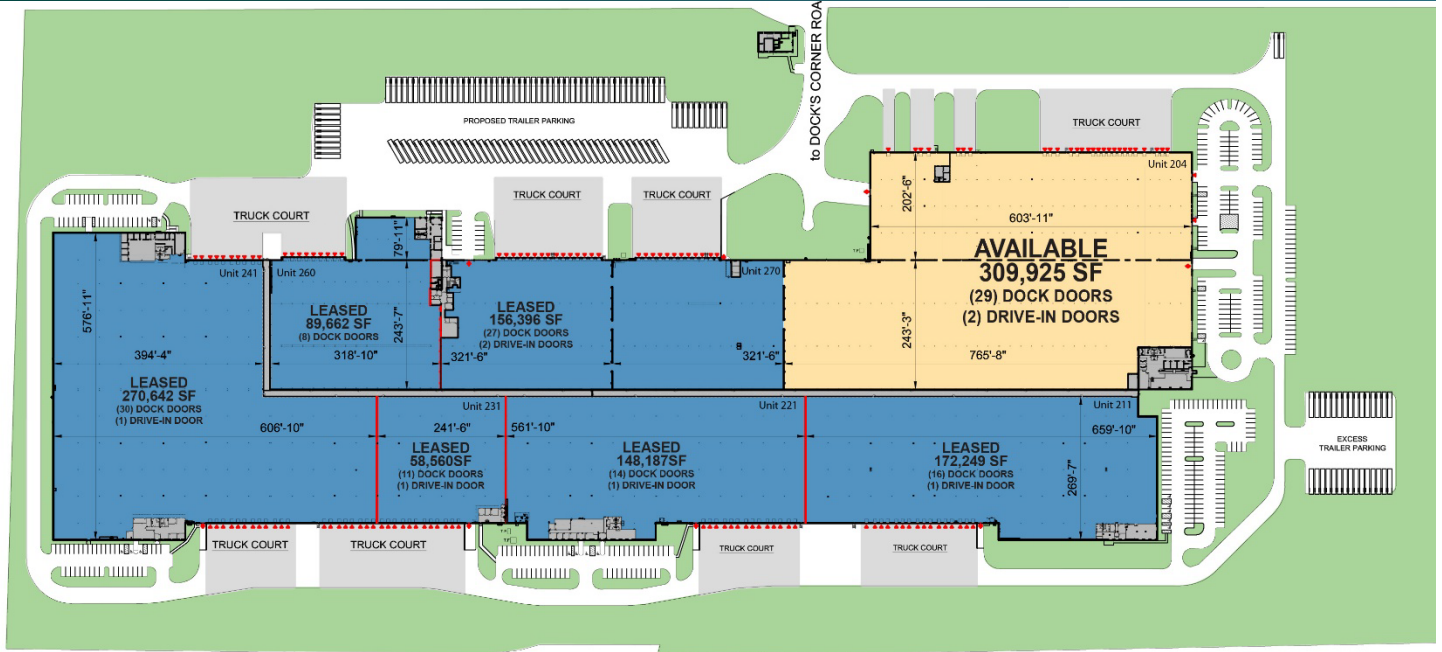 to DOCK'S CORNER ROA
PROPOSED TRAILER PARKING
TRUCK COURT
Unit 204
202'-6"
603'-11"
TRUCK COURT
TRUCK COURT
TRUCK COURT
79'-11"
AVAILABLE
309,925 SF
(29) DOCK DOORS
(2) DRIVE-IN DOORS
243'-3"
765'-8"
Unit 241
Unit 260
Unit 270
576'-11"
394'-4"
LEASED
270,642 SF
(30) DOCK DOORS
(1) DRIVE-IN DOOR
606'-10"
LEASED
89,662 SF
(8) DOCK DOORS
318'-10"
243'-7"
LEASED
156,396 SF
(27) DOCK DOORS
(2) DRIVE-IN DOORS
321'-6"
321'-6"
Unit 231
241'-6"
LEASED
58,560SF
(11) DOCK DOORS
(1) DRIVE-IN DOOR
Unit 221
561'-10"
LEASED
148,187SF
(14) DOCK DOORS
(1) DRIVE-IN DOOR
Unit 211
659'-10"
LEASED
172,249 SF
(16) DOCK DOORS
(1) DRIVE-IN DOOR
269'-7"
EXCESS
TRAILER PARKING
TRUCK COURT
TRUCK COURT
TRUCK COURT
TRUCK COURT